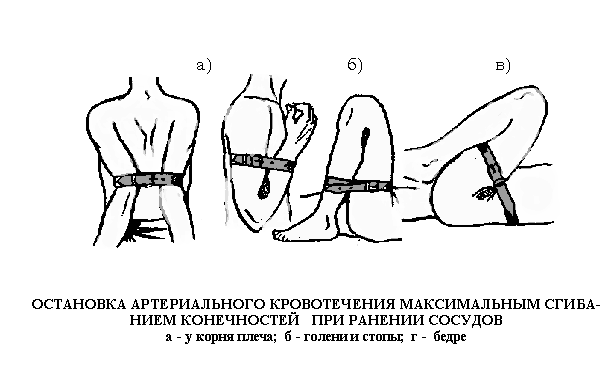 а) б) в)
ОСТАНОВКА АРТЕРИАЛЬНОГО КРОВОТЕЧЕНИЯ МАКСИМАЛЬНЫМ СГИБА-
НИЕМ КОНЕЧНОСТЕЙ ПРИ РАНЕНИИ СОСУДОВ
а - у корня плеча; б - голени и стопы; г - бедре